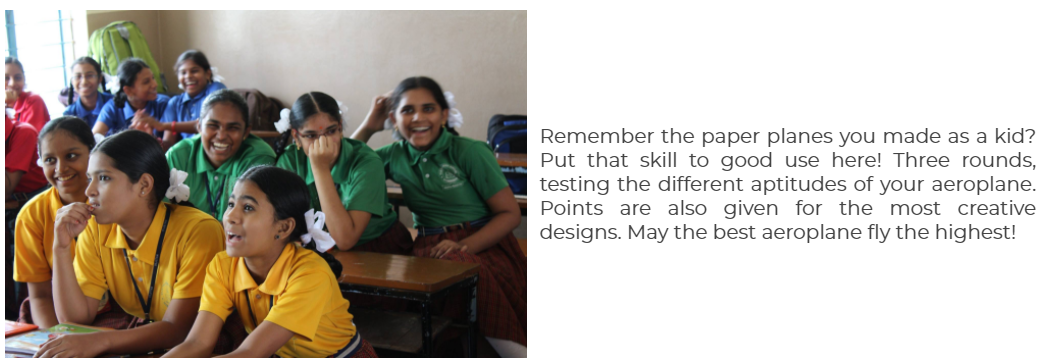 Remember the paper planes you made as a kid?
Put that skill to good use here! Three rounds,
testing the different aptitudes of your aeroplane.
Points are also given for the most creative
designs. May the best aeroplane fly the highest!